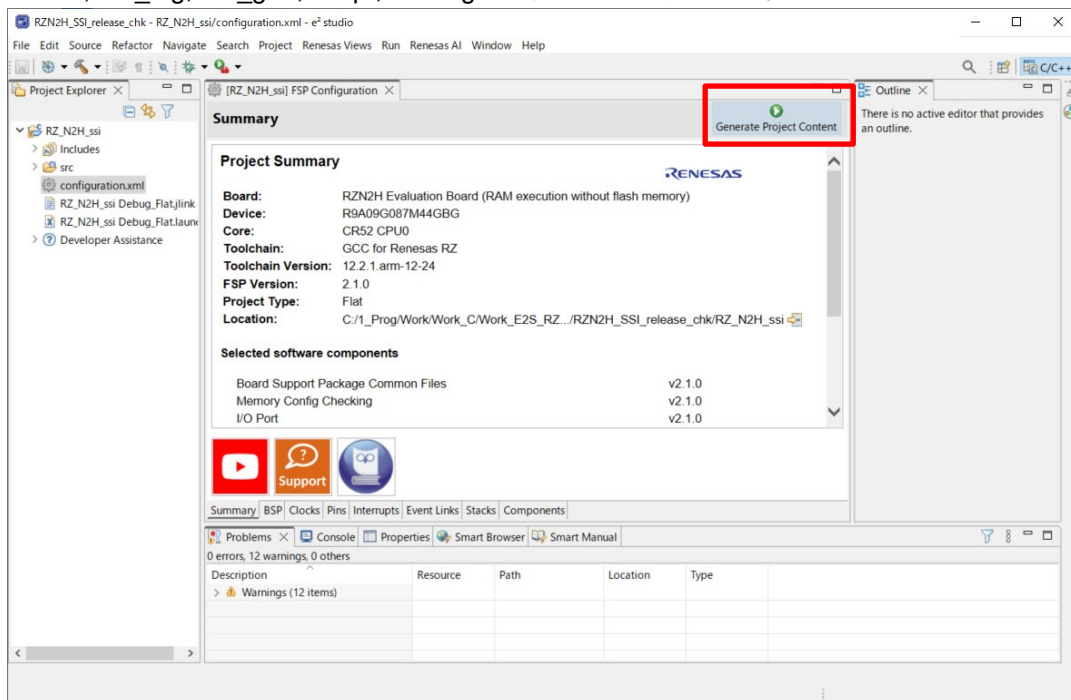 RZN2H_SSI_release_chk - RZ_N2H_ssi/configuration.xml - e² studio
File Edit Source Refactor Navigate Search Project Renesas Views Run Renesas AI Window Help
C/C++
Project Explorer
RZ_N2H_ssi
Includes
src
configuration.xml
RZ_N2H_ssi Debug_Flat.jlink
RZ_N2H_ssi Debug_Flat.laun
Developer Assistance
[RZ_N2H_ssi] FSP Configuration
Summary
Generate Project Content
Project Summary
RENESAS
Board: RZN2H Evaluation Board (RAM execution without flash memory)
Device: R9A09G087M44GBG
Core: CR52 CPU0
Toolchain: GCC for Renesas RZ
Toolchain Version: 12.2.1.arm-12-24
FSP Version: 2.1.0
Project Type: Flat
Location: C:/1_Prog/Work/Work_C/Work_E2S_RZ.../RZN2H_SSI_release_chk/RZ_N2H_ssi
Selected software components
Board Support Package Common Files v2.1.0
Memory Config Checking v2.1.0
I/O Port v2.1.0
Support
Summary BSP Clocks Pins Interrupts Event Links Stacks Components
Outline
There is no active editor that provides
an outline.
Problems Console Properties Smart Browser Smart Manual
0 errors, 12 warnings, 0 others
Description Resource Path Location Type
Warnings (12 items)